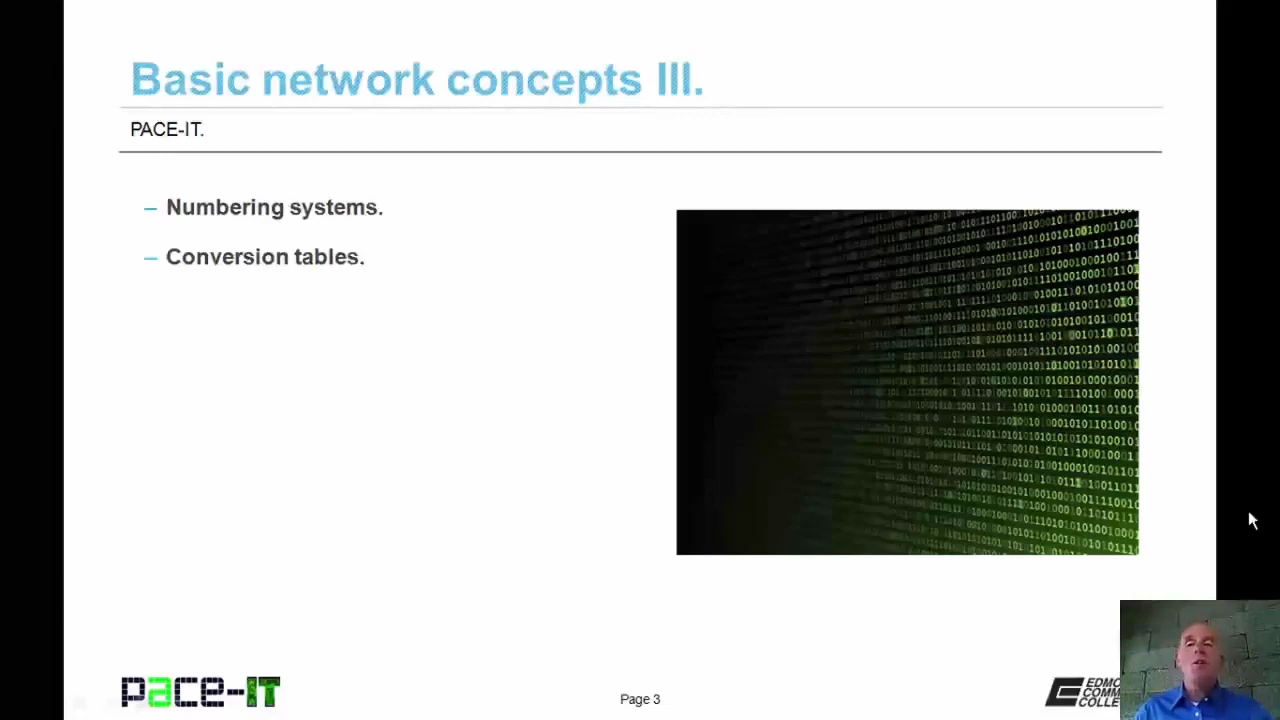 Basic network concepts III.
PACE-IT.
– Numbering systems.
– Conversion tables.
pace-IT
Page 3